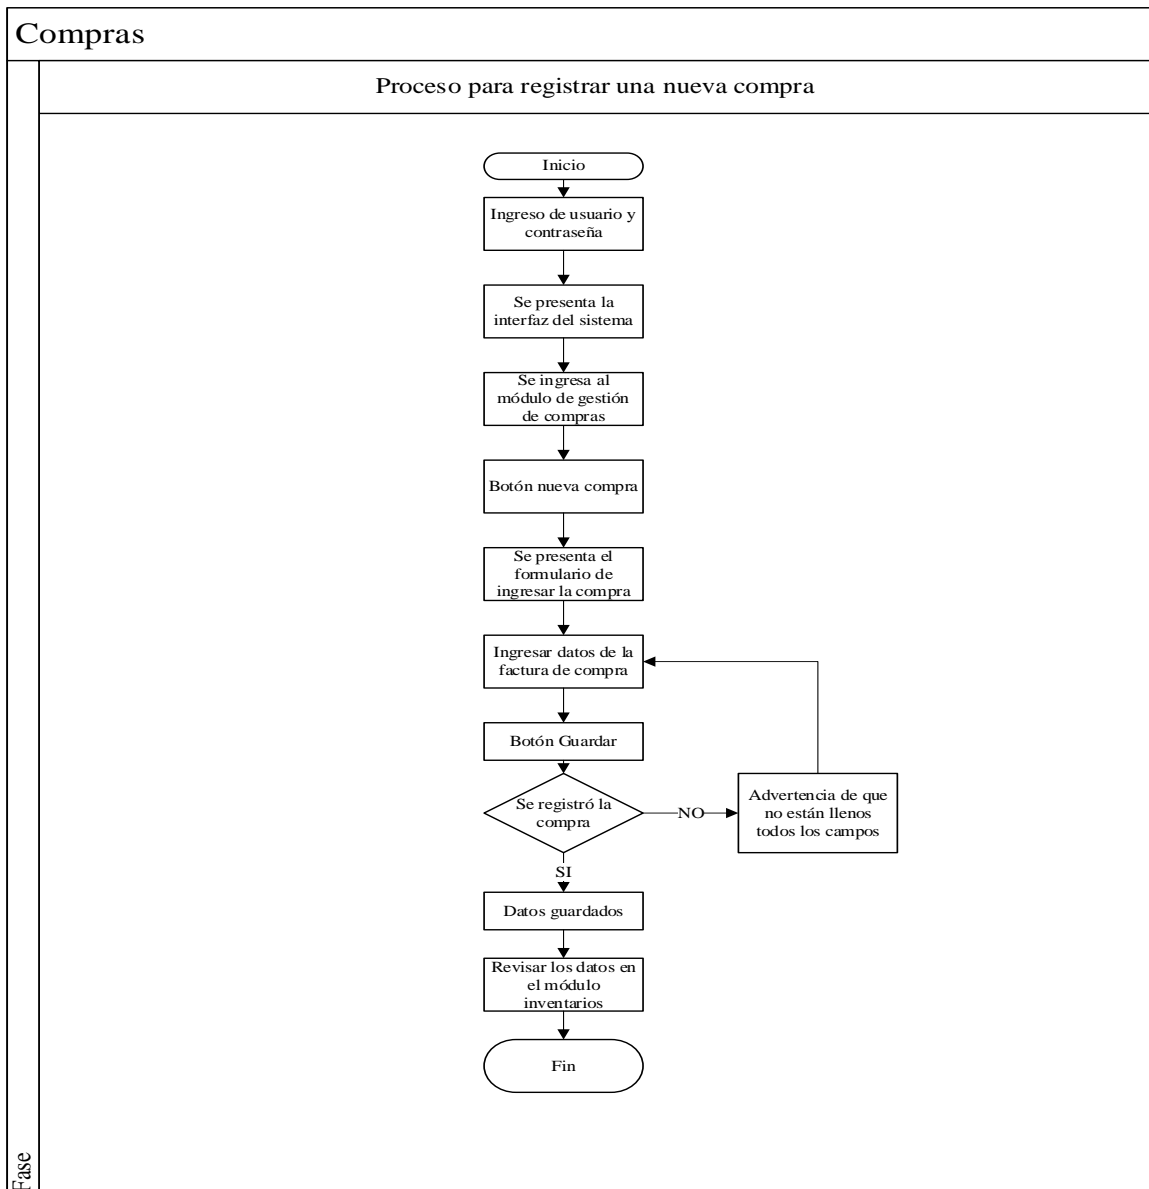 Compras
Proceso para registrar una nueva compra
Inicio
Ingreso de usuario y
contraseña
Se presenta la
interfaz del sistema
Se ingresa al
módulo de gestión
de compras
Botón nueva compra
Se presenta el
formulario de
ingresar la compra
Ingresar datos de la
factura de compra
Botón Guardar
Se registró la
compra
NO
Advertencia de que
no están llenos
todos los campos
SI
Datos guardados
Revisar los datos en
el módulo
inventarios
Fin
Fase